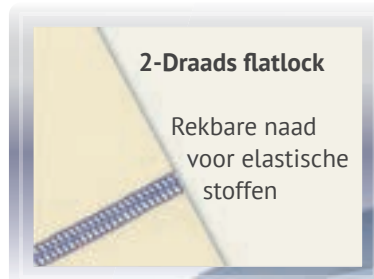 2-Draads flatlock
Rekbare naad
voor elastische
stoffen